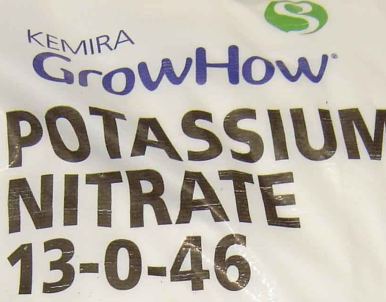 KEMIRA
GrowHow
POTASSIUM
NITRATE
13-0-46